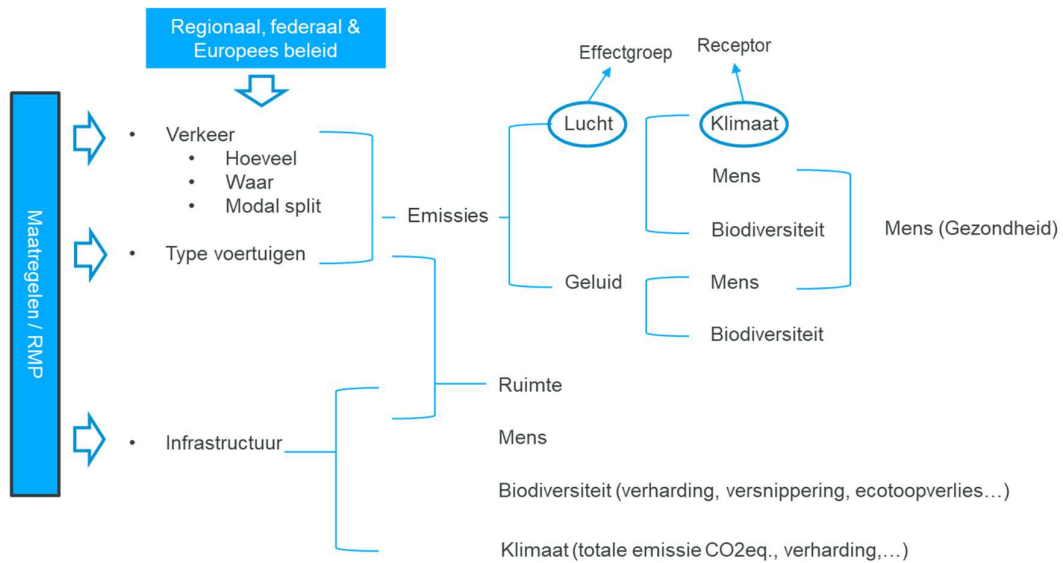 Regionaal, federaal &
Europees beleid
Effectgroep
Receptor
Maatregelen / RMP
• Verkeer
• Hoeveel
• Waar
• Modal split
• Type voertuigen
• Infrastructuur
Emissies
Lucht
Klimaat
Mens
Biodiversiteit
Mens (Gezondheid)
Geluid
Mens
Biodiversiteit
Ruimte
Mens
Biodiversiteit (verharding, versnippering, ecotoopverlies…)
Klimaat (totale emissie CO2eq., verharding,…)